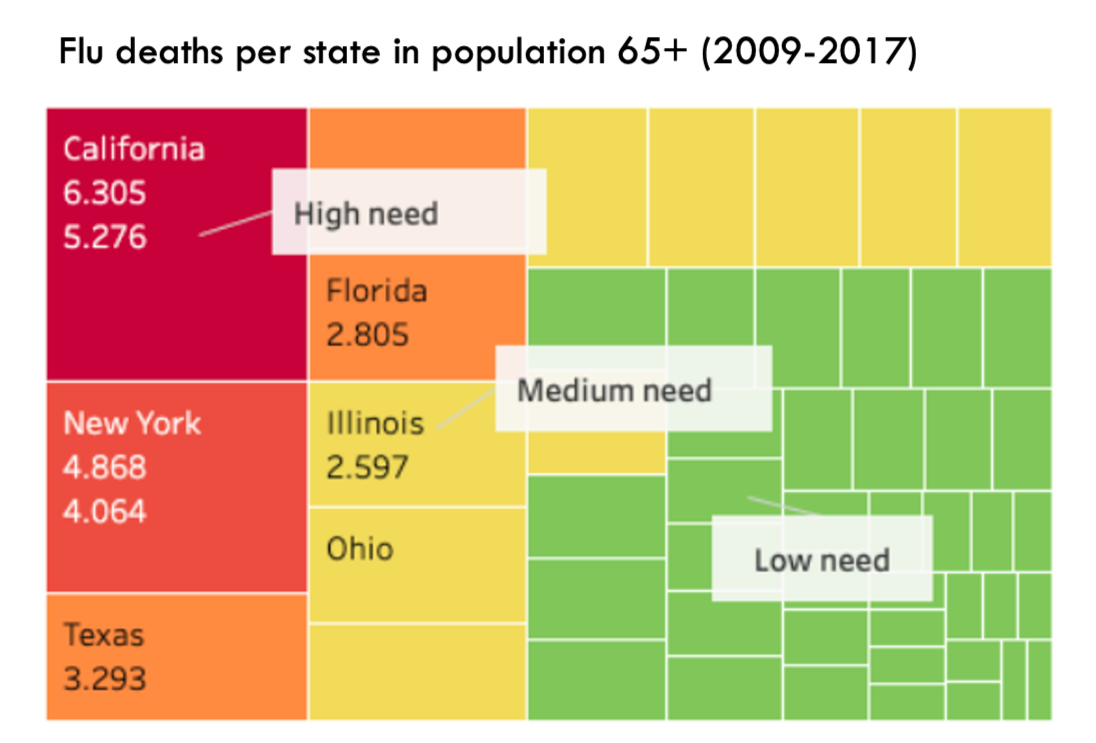 Flu deaths per state in population 65+ (2009-2017)
California
6.305
5.276
High need
Florida
2.805
Medium need
New York
4.868
4.064
Illinois
2.597
Ohio
Low need
Texas
3.293